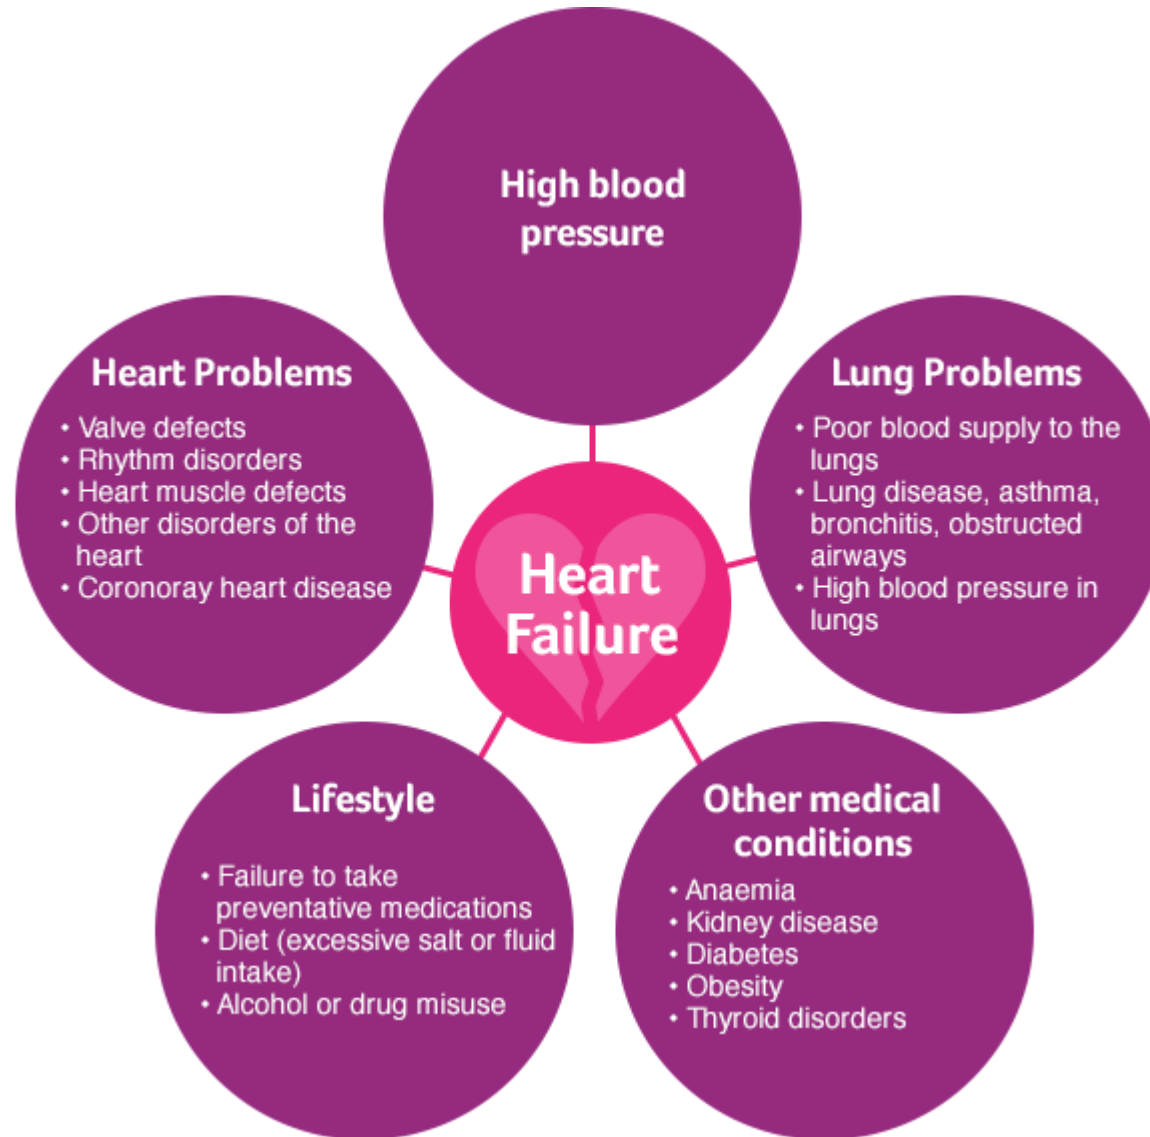 High blood
pressure
Heart Problems
• Valve defects
• Rhythm disorders
• Heart muscle defects
• Other disorders of the
heart
• Coronoray heart disease
Lung Problems
• Poor blood supply to the
lungs
• Lung disease, asthma,
bronchitis, obstructed
airways
• High blood pressure in
lungs
Heart
Failure
Lifestyle
• Failure to take
preventative medications
• Diet (excessive salt or fluid
intake)
• Alcohol or drug misuse
Other medical
conditions
• Anaemia
• Kidney disease
• Diabetes
• Obesity
• Thyroid disorders